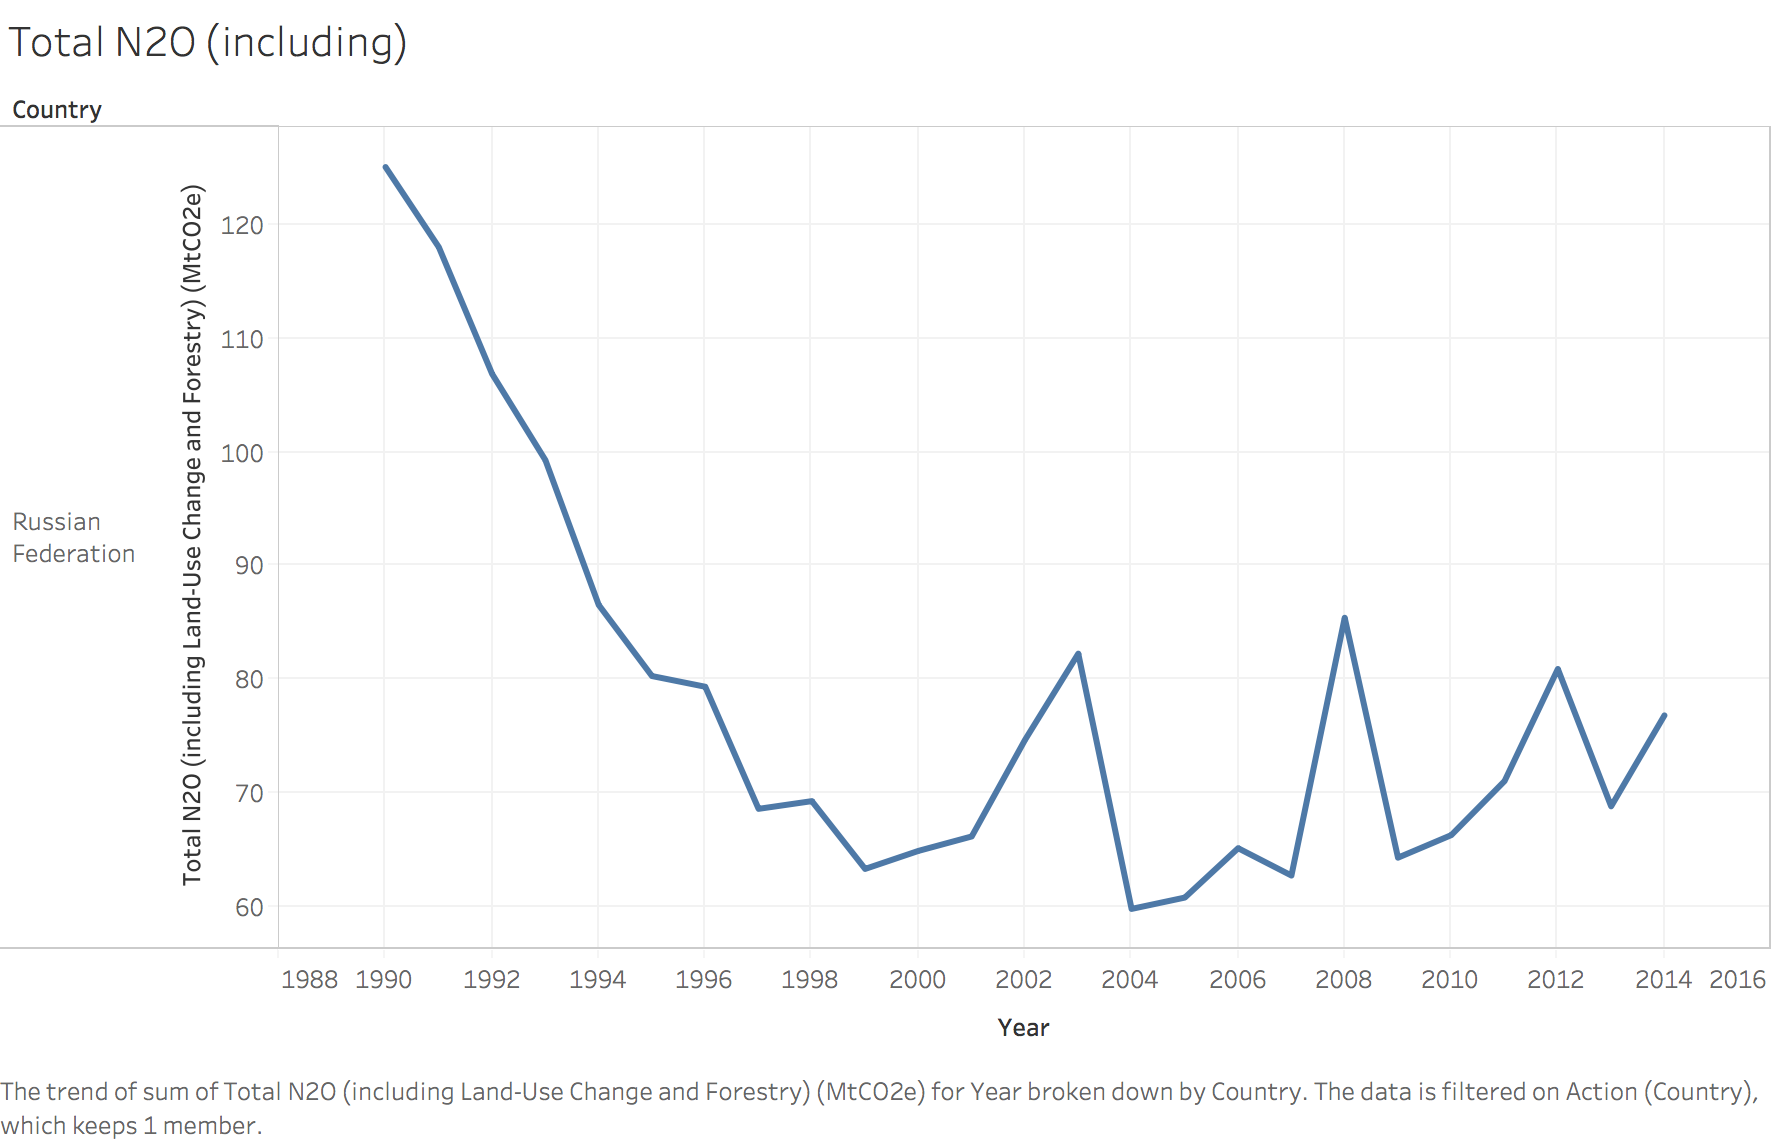 Total N2O (including)
Country
Russian
Federation
Total N2O (including Land-Use Change and Forestry) (MtCO2e)
120
110
100
90
80
70
60
1988 1990 1992 1994 1996 1998 2000 2002 2004 2006 2008 2010 2012 2014 2016
Year
The trend of sum of Total N2O (including Land-Use Change and Forestry) (MtCO2e) for Year broken down by Country. The data is filtered on Action (Country),
which keeps 1 member.